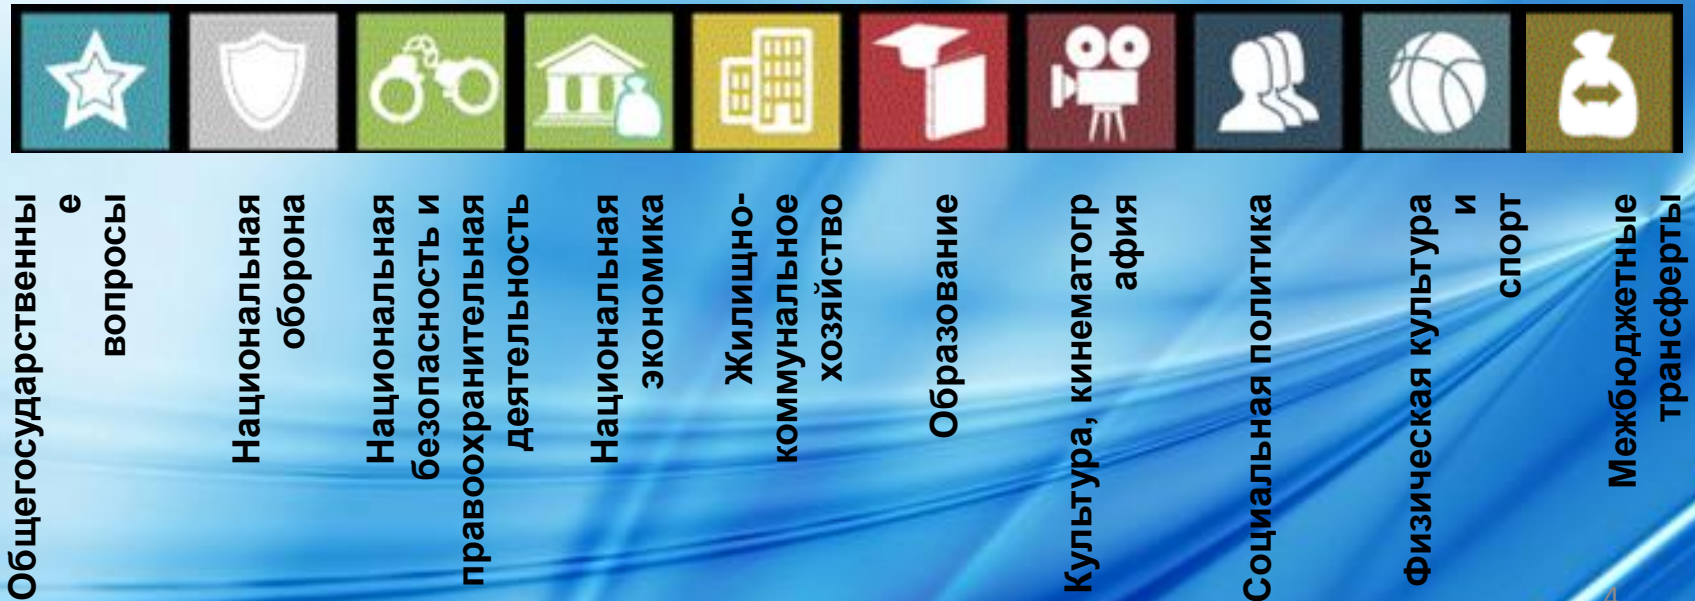 Общегосударственны
е
вопросы
Национальная
оборона
Национальная
безопасность и
правоохранительная
деятельность
Национальная
экономика
Жилищно-
коммунальное
хозяйство
Образование
Культура, кинематогр
афия
Социальная политика
Физическая культура
и
спорт
Межбюджетные
трансферты
4